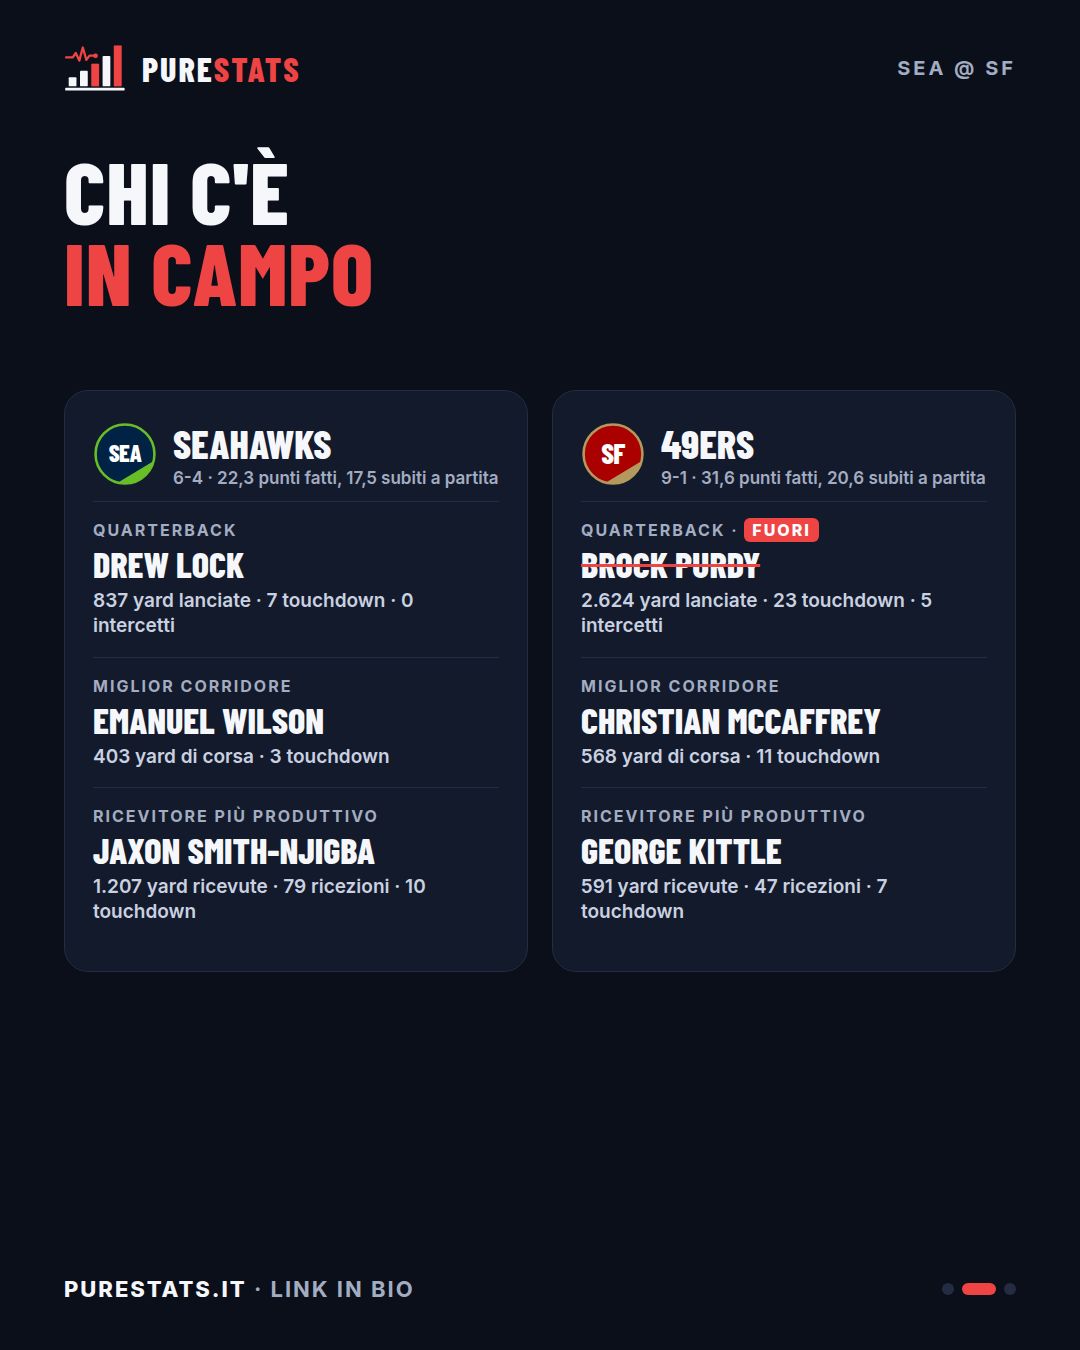 PURESTATS
SEA @ SF
CHI C'È
IN CAMPO
SEA
SEAHAWKS
6-4 · 22,3 punti fatti, 17,5 subiti a partita
QUARTERBACK
DREW LOCK
837 yard lanciate · 7 touchdown · 0
intercetti
MIGLIOR CORRIDORE
EMANUEL WILSON
403 yard di corsa · 3 touchdown
RICEVITORE PIÙ PRODUTTIVO
JAXON SMITH-NJIGBA
1.207 yard ricevute · 79 ricezioni · 10
touchdown
SF
49ERS
9-1 · 31,6 punti fatti, 20,6 subiti a partita
QUARTERBACK · FUORI
BROCK PURDY
2.624 yard lanciate · 23 touchdown · 5
intercetti
MIGLIOR CORRIDORE
CHRISTIAN MCCAFFREY
568 yard di corsa · 11 touchdown
RICEVITORE PIÙ PRODUTTIVO
GEORGE KITTLE
591 yard ricevute · 47 ricezioni · 7
touchdown
PURESTATS.IT · LINK IN BIO